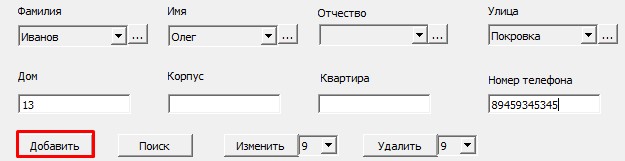 Фамилия Имя Отчество Улица
Иванов ... Олег ... ... Покровка ...
Дом Корпус Квартира Номер телефона
13 89459345345
Добавить Поиск Изменить 9 Удалить 9